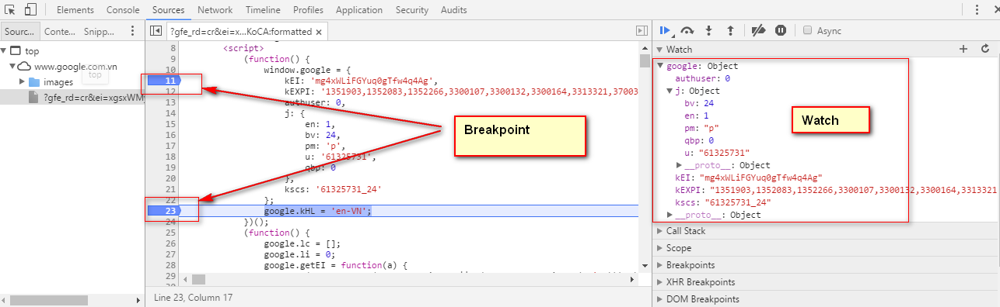 Elements Console Sources Network Timeline Profiles Application Security Audits
Sourc... Conte... Snipp...
?gfe_rd=cr&ei=x...KoCA:formatted ×
Async
top
www.google.com.vn
top
images
?gfe_rd=cr&ei=xgsxWM
8 <script>
9 (function() {
10 window.google = {
11 kEI: 'mg4xWLiFGYuq0gTfw4q4Ag',
12 kEXPI: '1351903,1352083,1352266,3300107,3300132,3300164,3313321,37003
13 authuser: 0,
14 j: {
15 en: 1,
16 bv: 24,
17 pm: 'p',
18 u: '61325731',
19 qbp: 0
20 },
21 kscs: '61325731_24'
22 };
23 google.kHL = 'en-VN';
24 })();
25 (function() {
26 google.lc = [];
27 google.li = 0;
28 google.getEI = function(a) {
29
Breakpoint
Line 23, Column 17
Watch
google: Object
authuser: 0
j: Object
bv: 24
en: 1
pm: "p"
qbp: 0
u: "61325731"
__proto__: Object
kEI: "mg4xWLiFGYuq0gTfw4q4Ag"
kEXPI: "1351903,1352083,1352266,3300107,3300132,3300164,3313321
kscs: "61325731_24"
__proto__: Object
Watch
Call Stack
Scope
Breakpoints
XHR Breakpoints
DOM Breakpoints